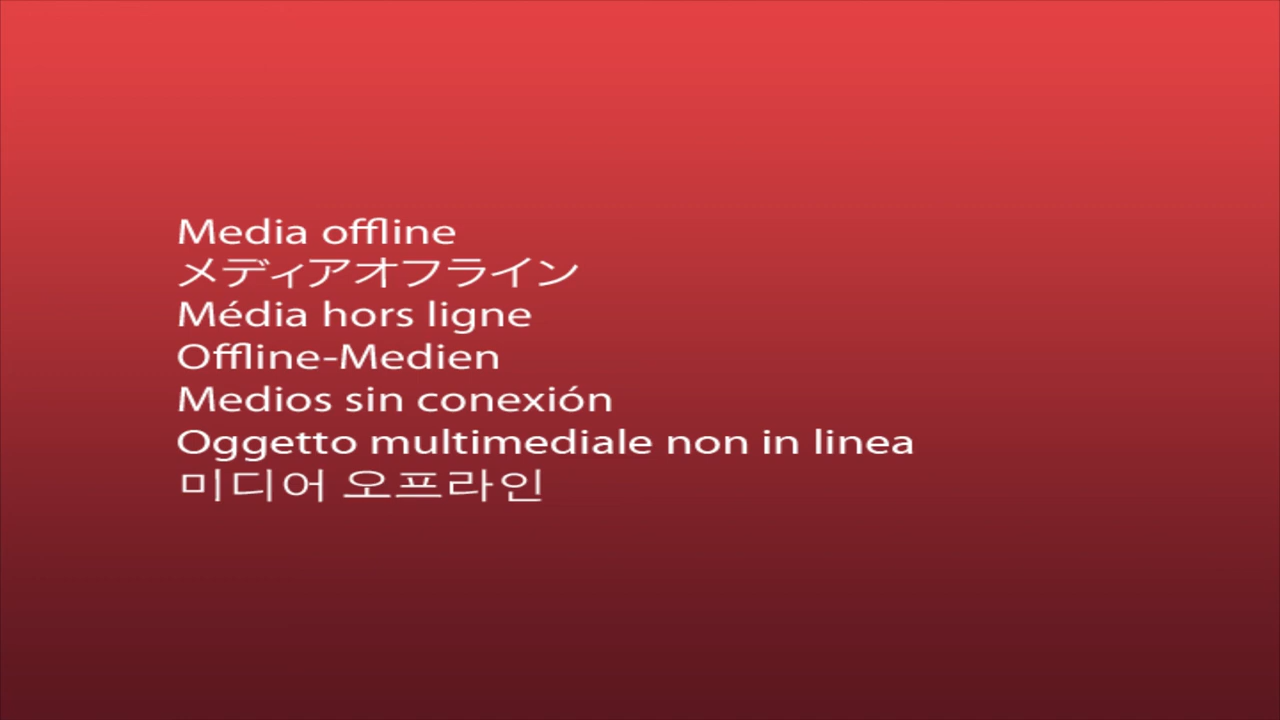 Media offline
メディアオフライン
Média hors ligne
Offline-Medien
Medios sin conexión
Oggetto multimediale non in linea
미디어 오프라인